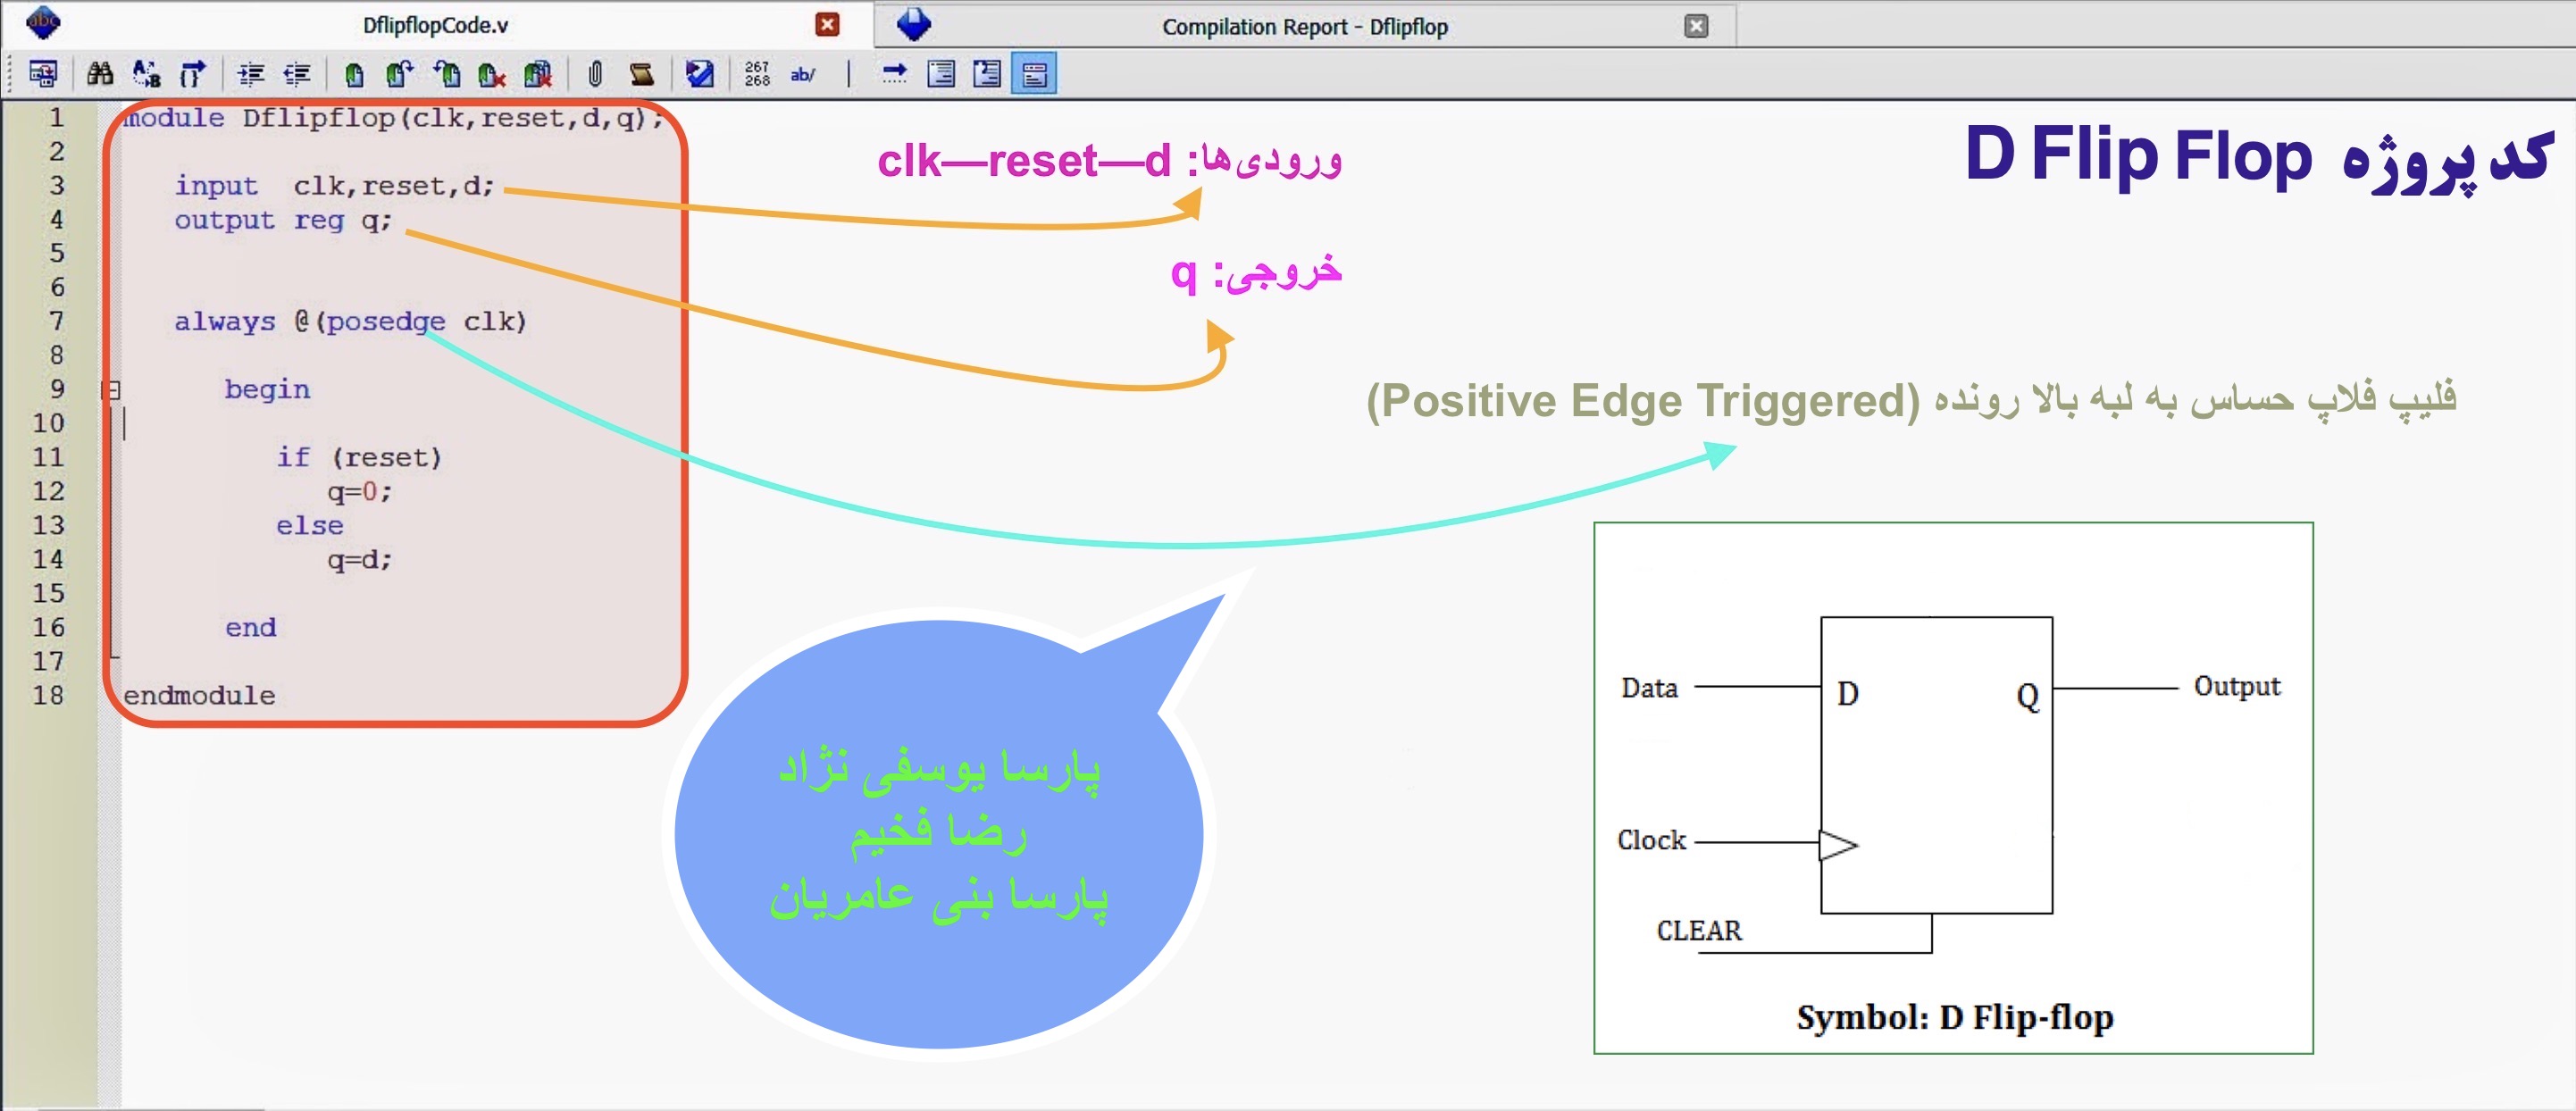 DflipflopCode.v
Compilation Report - Dflipflop
267
268
ab/
1 module Dflipflop(clk,reset,d,q);
2
3 input clk,reset,d;
4 output reg q;
5
6
7 always @(posedge clk)
8
9 begin
10
11 if (reset)
12 q=0;
13 else
14 q=d;
15
16 end
17
18 endmodule
کد پروژه D Flip Flop
ورودی‌ها: clk—reset—d
خروجی: q
فلیپ فلاپ حساس به لبه بالا رونده (Positive Edge Triggered)
پارسا یوسفی نژاد
رضا فخیم
پارسا بنی عامریان
Data
D
Q
Output
Clock
CLEAR
Symbol: D Flip-flop